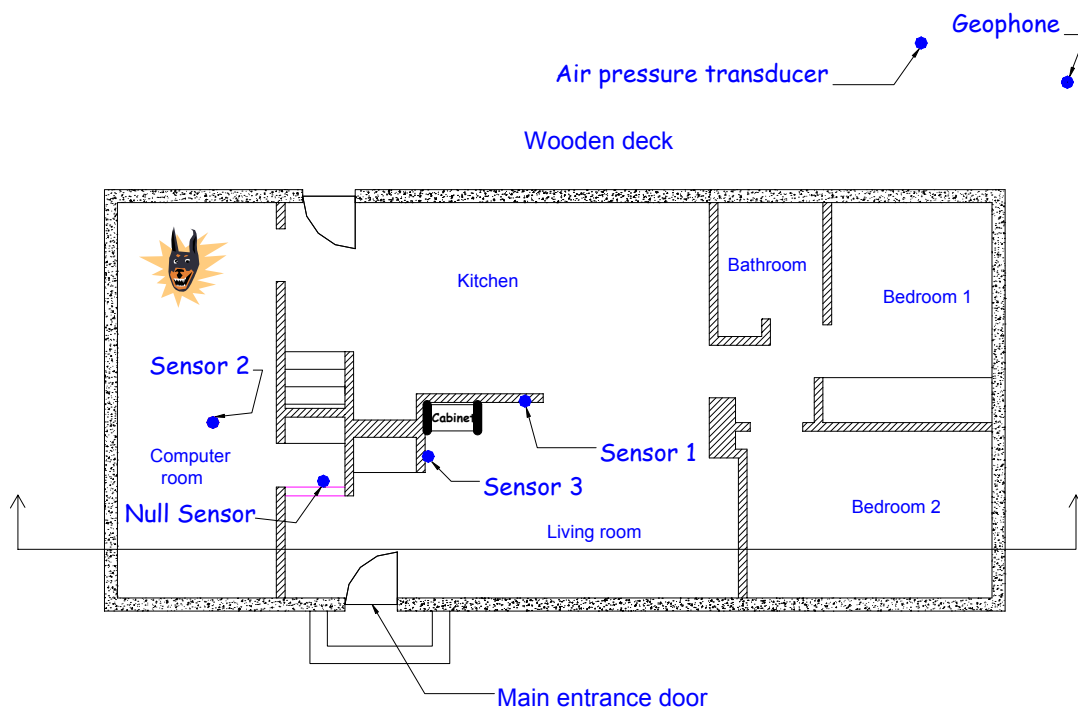 Geophone
Air pressure transducer
Wooden deck
Kitchen
Bathroom
Bedroom 1
Sensor 2
Cabinet
Computer
room
Sensor 1
Sensor 3
Null Sensor
Bedroom 2
Living room
Main entrance door